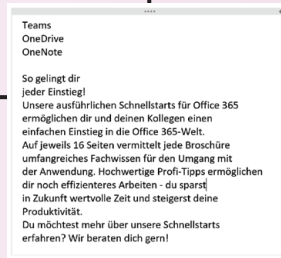 Teams
OneDrive
OneNote
So gelingt dir
jeder Einstieg!
Unsere ausführlichen Schnellstarts für Office 365
ermöglichen dir und deinen Kollegen einen
einfachen Einstieg in die Office 365-Welt.
Auf jeweils 16 Seiten vermittelt jede Broschüre
umfangreiches Fachwissen für den Umgang mit
der Anwendung. Hochwertige Profi-Tipps ermöglichen
dir noch effizienteres Arbeiten - du sparst
in Zukunft wertvolle Zeit und steigerst deine
Produktivität.
Du möchtest mehr über unsere Schnellstarts
erfahren? Wir beraten dich gern!